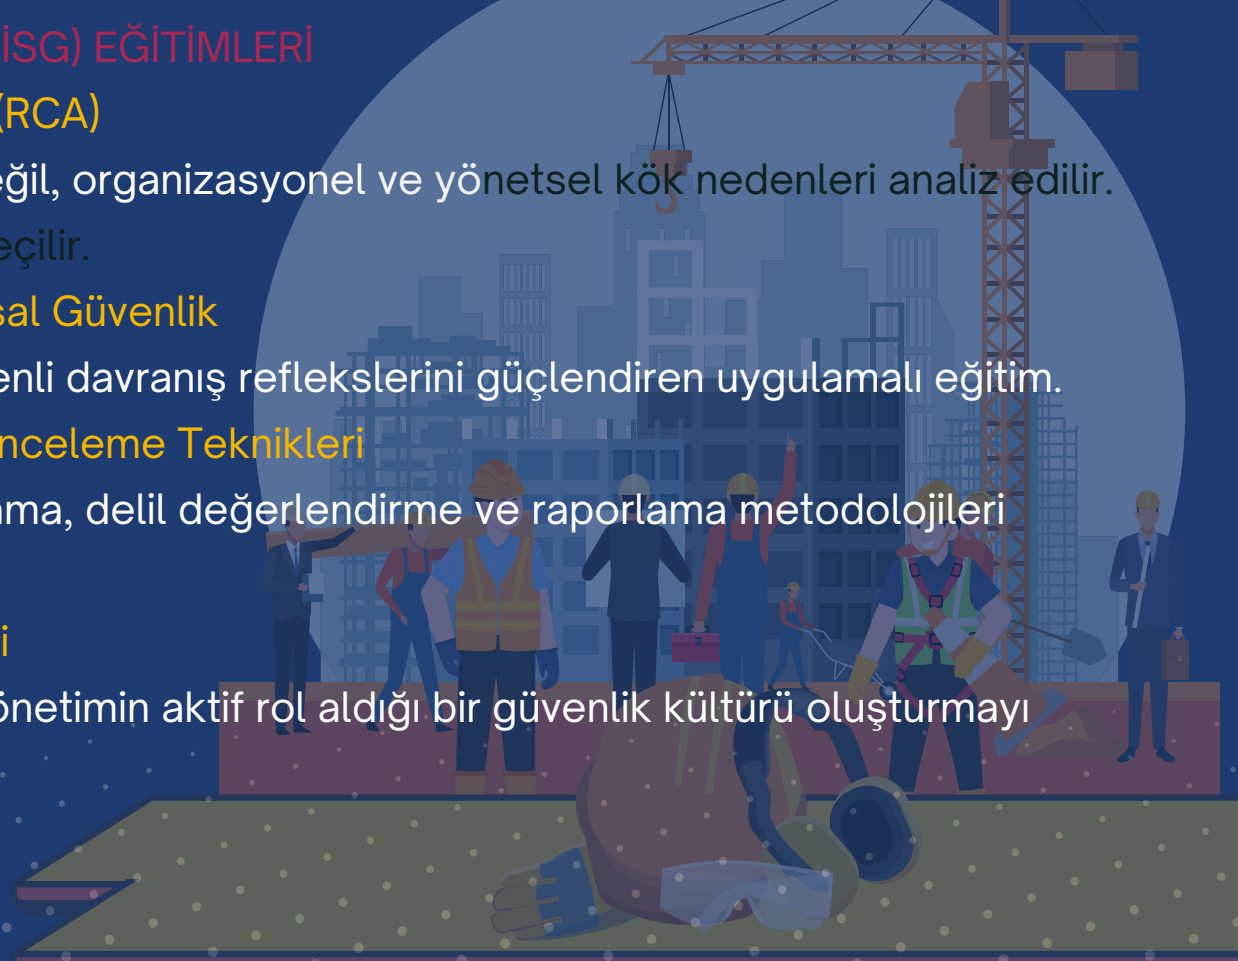 İSG) EĞİTİMLERİ
(RCA)
eğil, organizasyonel ve yönetsel kök nedenleri analiz edilir.
eçilir.
sal Güvenlik
enli davranış reflekslerini güçlendiren uygulamalı eğitim.
nceleme Teknikleri
ama, delil değerlendirme ve raporlama metodolojileri
i
önetimin aktif rol aldığı bir güvenlik kültürü oluşturmayı